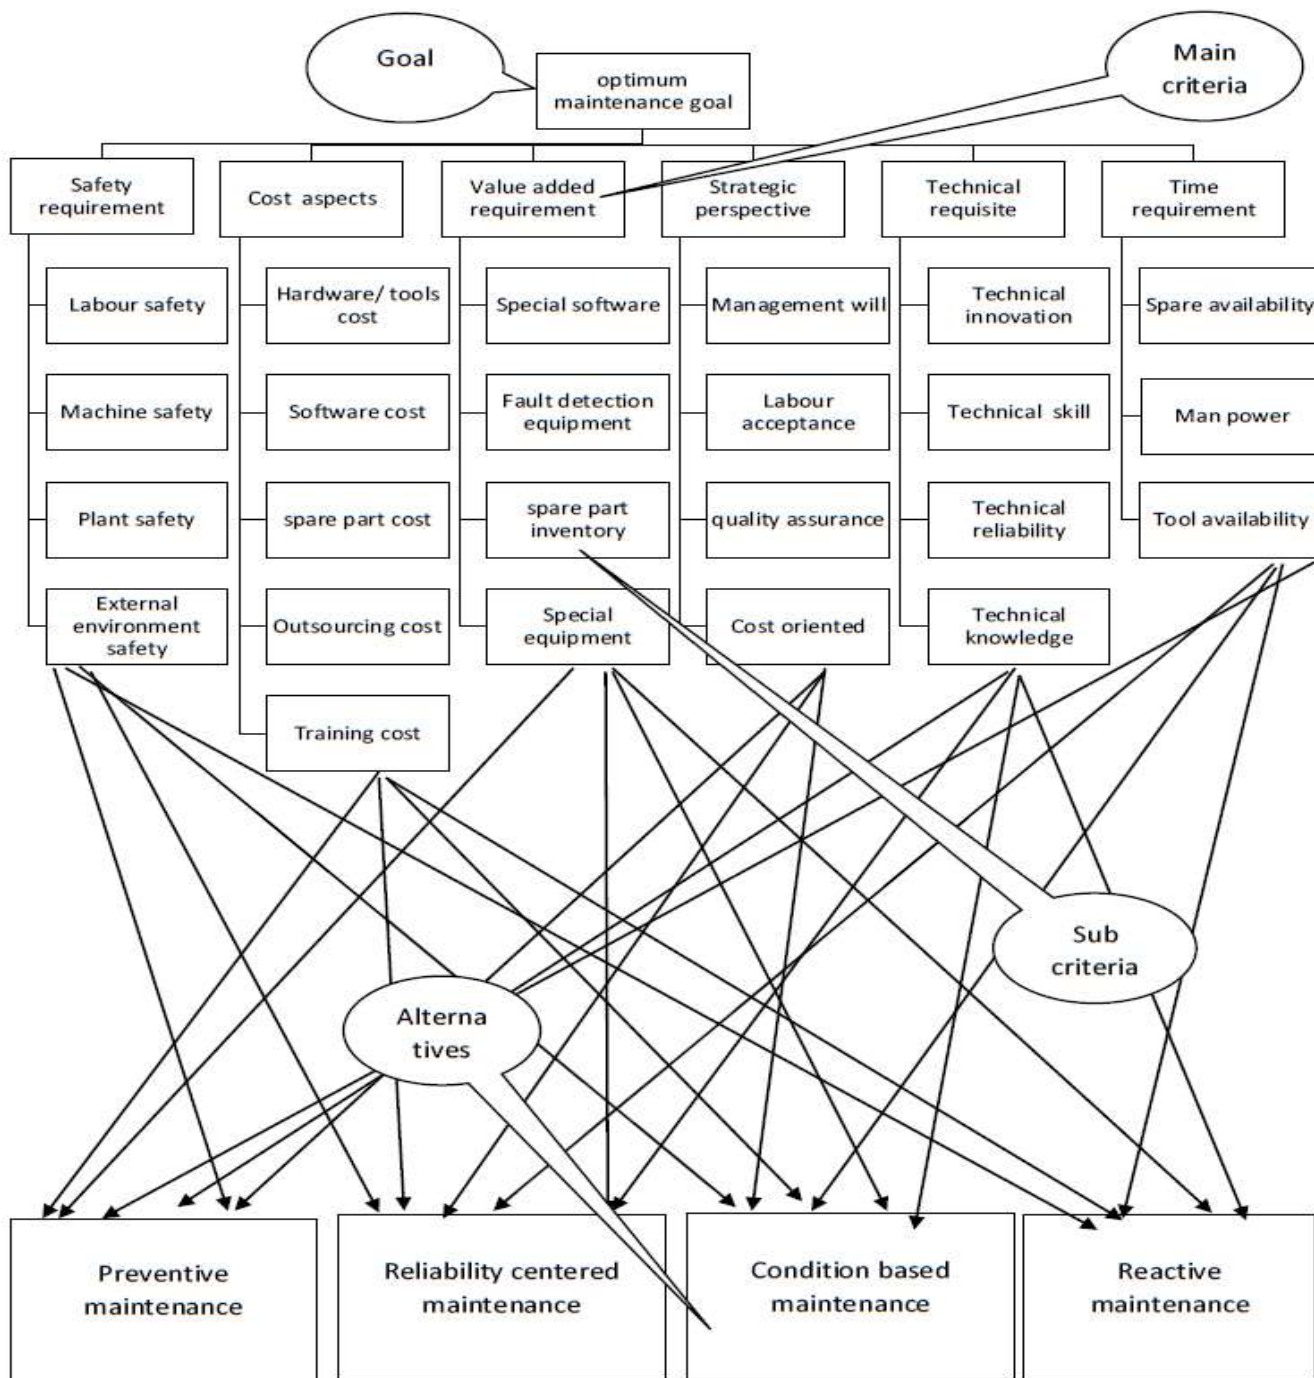 Goal
Main
criteria
optimum
maintenance goal
Safety
requirement
Cost aspects
Value added
requirement
Strategic
perspective
Technical
requisite
Time
requirement
Labour safety
Hardware/ tools
cost
Special software
Management will
Technical
innovation
Spare availability
Machine safety
Software cost
Fault detection
equipment
Labour
acceptance
Technical skill
Man power
Plant safety
spare part cost
spare part
inventory
quality assurance
Technical
reliability
Tool availability
External
environment
safety
Outsourcing cost
Special
equipment
Cost oriented
Technical
knowledge
Training cost
Sub
criteria
Alterna
tives
Preventive
maintenance
Reliability centered
maintenance
Condition based
maintenance
Reactive
maintenance